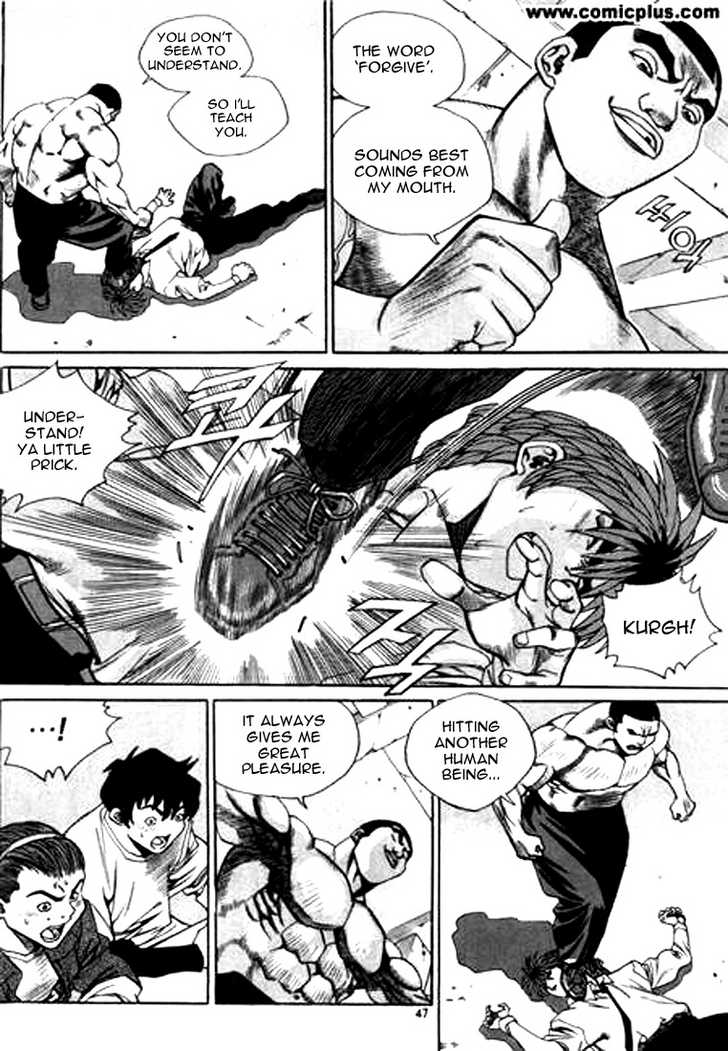 www.comicplus.com
THE WORD
'FORGIVE'.
SOUNDS BEST
COMING FROM
MY MOUTH.
YOU DON'T
SEEM TO
UNDERSTAND.
SO I'LL
TEACH
YOU.
UNDER-
STAND!
YA LITTLE
PRICK.
KURGH!
HITTING
ANOTHER
HUMAN
BEING...
IT ALWAYS
GIVES ME
GREAT
PLEASURE.
...!
47